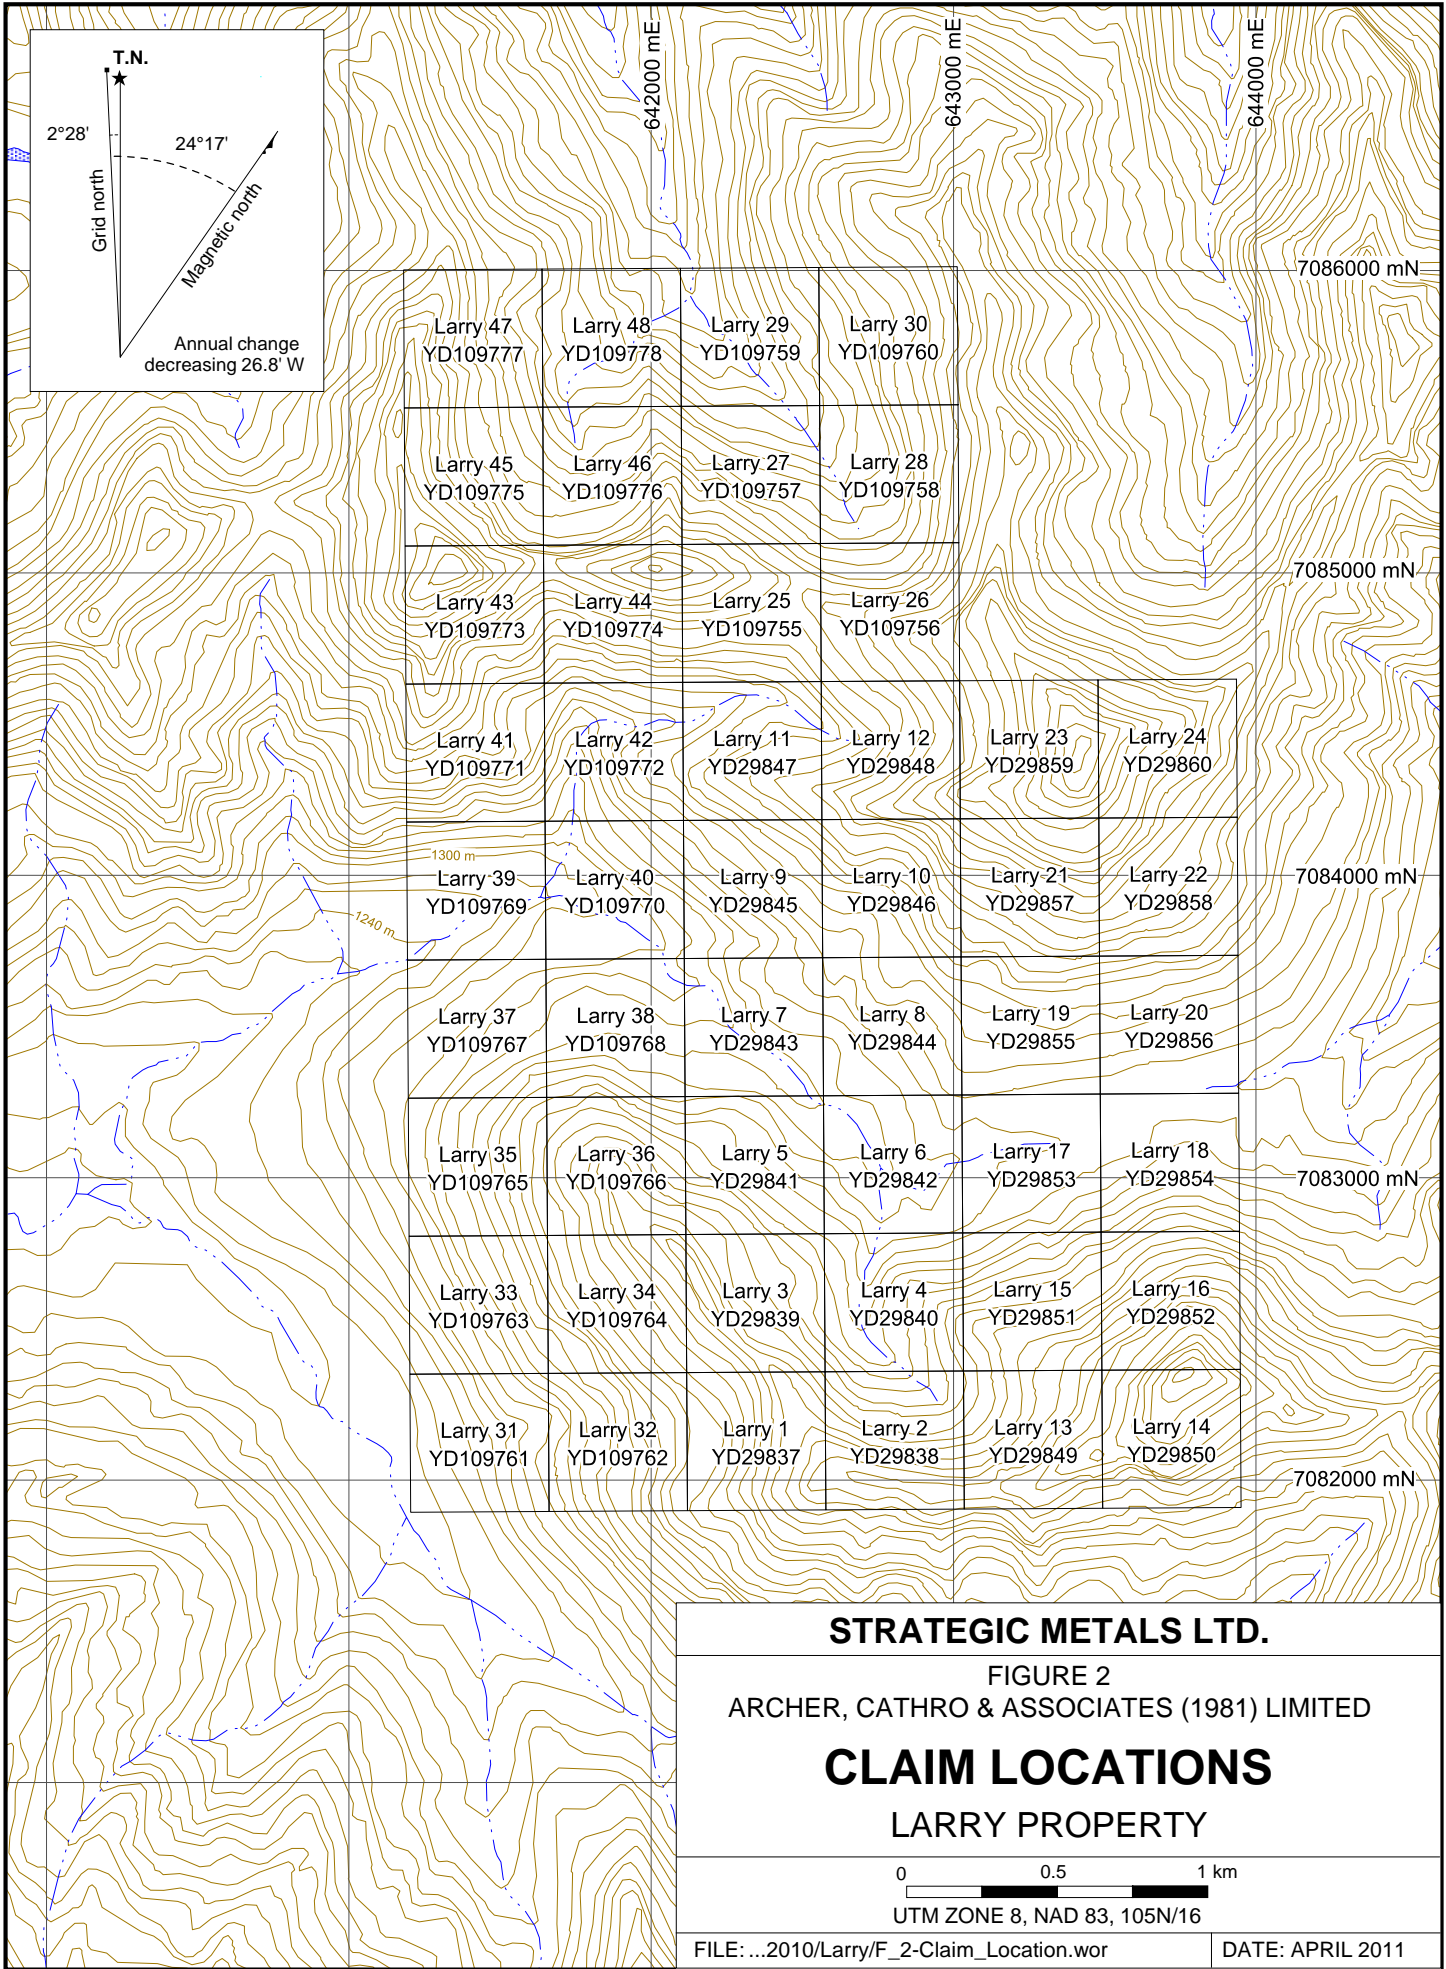 T.N.
2°28'
24°17'
Grid north
Magnetic north
Annual change
decreasing 26.8' W
642000 mE
643000 mE
644000 mE
7086000 mN
7085000 mN
7084000 mN
7083000 mN
7082000 mN
Larry 47
YD109777
Larry 48
YD109778
Larry 29
YD109759
Larry 30
YD109760
Larry 45
YD109775
Larry 46
YD109776
Larry 27
YD109757
Larry 28
YD109758
Larry 43
YD109773
Larry 44
YD109774
Larry 25
YD109755
Larry 26
YD109756
Larry 41
YD109771
Larry 42
YD109772
Larry 11
YD29847
Larry 12
YD29848
Larry 23
YD29859
Larry 24
YD29860
1300 m
Larry 39
YD109769
Larry 40
YD109770
Larry 9
YD29845
Larry 10
YD29846
Larry 21
YD29857
Larry 22
YD29858
1240 m
Larry 37
YD109767
Larry 38
YD109768
Larry 7
YD29843
Larry 8
YD29844
Larry 19
YD29855
Larry 20
YD29856
Larry 35
YD109765
Larry 36
YD109766
Larry 5
YD29841
Larry 6
YD29842
Larry 17
YD29853
Larry 18
YD29854
Larry 33
YD109763
Larry 34
YD109764
Larry 3
YD29839
Larry 4
YD29840
Larry 15
YD29851
Larry 16
YD29852
Larry 31
YD109761
Larry 32
YD109762
Larry 1
YD29837
Larry 2
YD29838
Larry 13
YD29849
Larry 14
YD29850
STRATEGIC METALS LTD.
FIGURE 2
ARCHER, CATHRO & ASSOCIATES (1981) LIMITED
CLAIM LOCATIONS
LARRY PROPERTY
0 0.5 1 km
UTM ZONE 8, NAD 83, 105N/16
FILE: ...2010/Larry/F_2-Claim_Location.wor
DATE: APRIL 2011